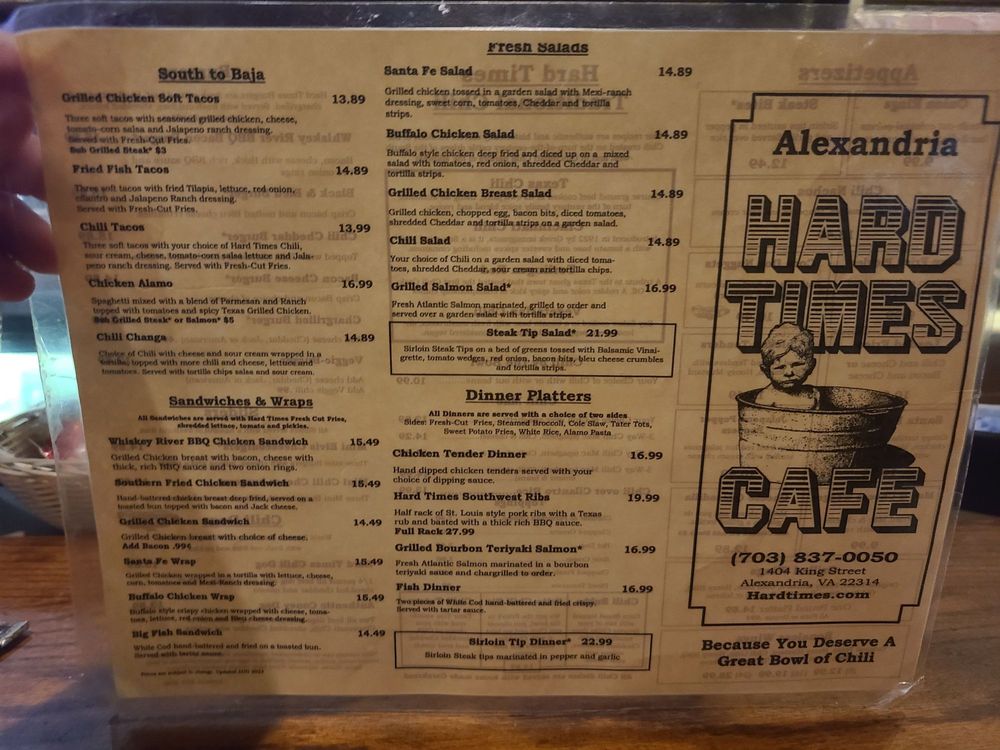 South to Baja
Grilled Chicken Soft Tacos 13.89
Three soft tacos with seasoned grilled chicken, cheese,
tomato-corn salsa and Jalapeno ranch dressing.
Served with Fresh-Cut Fries.
Sub Grilled Steak* $3
Fried Fish Tacos 14.89
Three soft tacos with fried Tilapia, lettuce, red onion,
cilantro and Jalapeno Ranch dressing.
Served with Fresh-Cut Fries.
Chili Tacos 13.99
Three soft tacos with your choice of Hard Times Chili,
sour cream, cheese, tomato-corn salsa lettuce and Jala-
peno ranch dressing. Served with Fresh-Cut Fries.
Chicken Alamo 16.99
Spaghetti mixed with a blend of Parmesan and Ranch
topped with tomatoes and spicy Texas Grilled Chicken.
Sub Grilled Steak* or Salmon* $5
Chili Changa 14.89
Choice of Chili with cheese and sour cream wrapped in a
tortilla, topped with more chili and cheese, lettuce and
tomatoes. Served with tortilla chips salsa and sour cream.
Sandwiches & Wraps
All Sandwiches are served with Hard Times Fresh Cut Fries,
shredded lettuce, tomato and pickles.
Whiskey River BBQ Chicken Sandwich 15.49
Grilled Chicken breast with bacon, cheese with
thick, rich BBQ sauce and two onion rings.
Southern Fried Chicken Sandwich 15.49
Hand-battered chicken breast deep fried, served on a
toasted bun topped with bacon and Jack cheese.
Grilled Chicken Sandwich 14.49
Grilled Chicken breast with choice of cheese.
Add Bacon .99¢
Santa Fe Wrap 15.49
Grilled Chicken wrapped in a tortilla with lettuce, cheese,
corn, tomatoes and Mexi-Ranch dressing.
Buffalo Chicken Wrap 15.49
Buffalo style crispy chicken wrapped with cheese, toma-
toes, lettuce, red onion and Bleu cheese dressing.
Big Fish Sandwich 14.49
White Cod hand-battered and fried on a toasted bun.
Served with tartar sauce.
Prices are subject to change. Updated
Fresh Salads
Santa Fe Salad 14.89
Grilled chicken tossed in a garden salad with Mexi-ranch
dressing, sweet corn, tomatoes, Cheddar and tortilla
strips.
Buffalo Chicken Salad 14.89
Buffalo style chicken deep fried and diced up on a mixed
salad with tomatoes, red onion, shredded Cheddar and
tortilla strips.
Grilled Chicken Breast Salad 14.89
Grilled chicken, chopped egg, bacon bits, diced tomatoes,
shredded Cheddar and tortilla strips on a garden salad.
Chili Salad 14.89
Your choice of Chili on a garden salad with diced toma-
toes, shredded Cheddar, sour cream and tortilla chips.
Grilled Salmon Salad* 16.99
Fresh Atlantic Salmon marinated, grilled to order and
served over a garden salad with tortilla strips.
Steak Tip Salad* 21.99
Sirloin Steak Tips on a bed of greens tossed with Balsamic Vinai-
grette, tomato wedges, red onion, bacon bits, bleu cheese crumbles
and tortilla strips.
Dinner Platters
All Dinners are served with a choice of two sides
Sides: Fresh-Cut Fries, Steamed Broccoli, Cole Slaw, Tater Tots,
Sweet Potato Fries, White Rice, Alamo Pasta
Chicken Tender Dinner 16.99
Hand dipped chicken tenders served with your
choice of dipping sauce.
Hard Times Southwest Ribs 19.99
Half rack of St. Louis style pork ribs with a Texas
rub and basted with a thick rich BBQ sauce.
Full Rack 27.99
Grilled Bourbon Teriyaki Salmon* 16.99
Fresh Atlantic Salmon marinated in a bourbon
teriyaki sauce and chargrilled to order.
Fish Dinner 16.99
Two pieces of White Cod hand-battered and fried crispy.
Served with tartar sauce.
Sirloin Tip Dinner* 22.99
Sirloin Steak tips marinated in pepper and garlic
Alexandria
HARD
TIMES
CAFE
(703) 837-0050
1404 King Street
Alexandria, VA 22314
Hardtimes.com
Because You Deserve A
Great Bowl of Chili